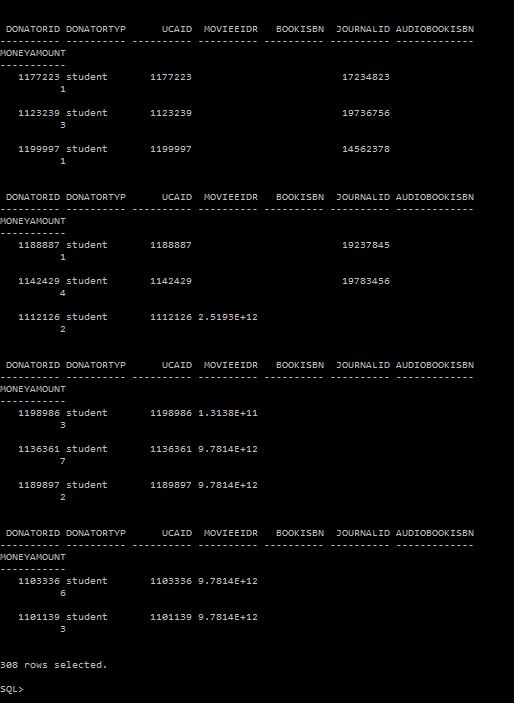 DONATORID DONATORTYP      UCAID  MOVIEEIDR   BOOKISBN  JOURNALID AUDIOBOOKISBN
---------- ---------- ---------- ---------- ---------- ---------- -------------
MONEYAMOUNT
-----------
   1177223 student       1177223                         17234823
          1
   1123239 student       1123239                         19736756
          3
   1199997 student       1199997                         14562378
          1
 DONATORID DONATORTYP      UCAID  MOVIEEIDR   BOOKISBN  JOURNALID AUDIOBOOKISBN
---------- ---------- ---------- ---------- ---------- ---------- -------------
MONEYAMOUNT
-----------
   1188887 student       1188887                         19237845
          1
   1142429 student       1142429                         19783456
          4
   1112126 student       1112126 2.5193E+12
          2
 DONATORID DONATORTYP      UCAID  MOVIEEIDR   BOOKISBN  JOURNALID AUDIOBOOKISBN
---------- ---------- ---------- ---------- ---------- ---------- -------------
MONEYAMOUNT
-----------
   1198986 student       1198986 1.3138E+11
          3
   1136361 student       1136361 9.7814E+12
          7
   1189897 student       1189897 9.7814E+12
          2
 DONATORID DONATORTYP      UCAID  MOVIEEIDR   BOOKISBN  JOURNALID AUDIOBOOKISBN
---------- ---------- ---------- ---------- ---------- ---------- -------------
MONEYAMOUNT
-----------
   1103336 student       1103336 9.7814E+12
          6
   1101139 student       1101139 9.7814E+12
          3
308 rows selected.
SQL>